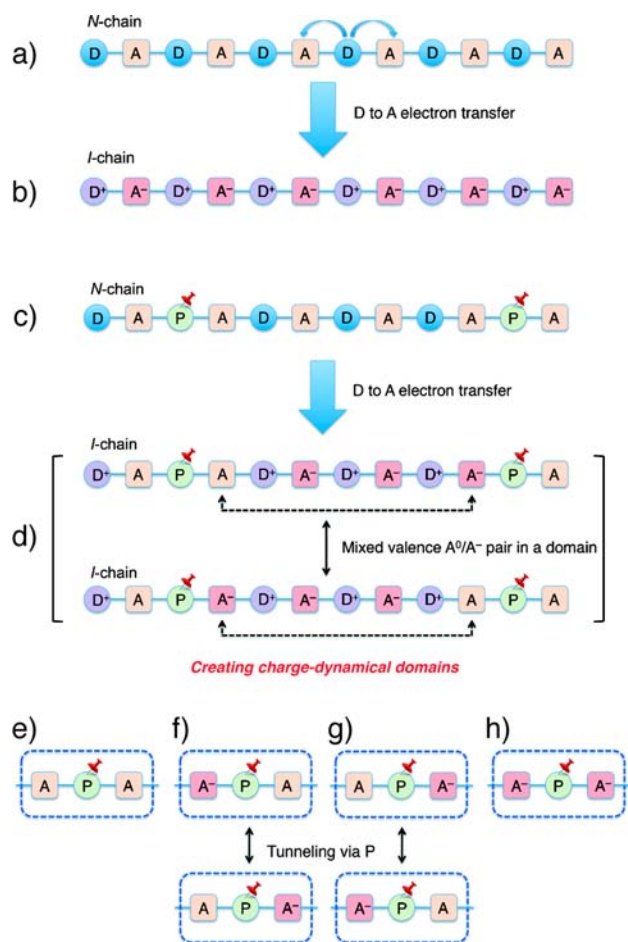 N-chain
a) D A D A D A D A D A D A
D to A electron transfer
I-chain
b) D⁺ A⁻ D⁺ A⁻ D⁺ A⁻ D⁺ A⁻ D⁺ A⁻ D⁺ A⁻
N-chain
c) D A P A D A D A D A P A
D to A electron transfer
I-chain
D⁺ A P A D⁺ A⁻ D⁺ A⁻ D⁺ A⁻ P A
d) Mixed valence A⁰/A⁻ pair in a domain
I-chain
D⁺ A P A⁻ D⁺ A⁻ D⁺ A⁻ D⁺ A P A
Creating charge-dynamical domains
e) f) g) h)
A P A A⁻ P A A P A⁻ A⁻ P A⁻
Tunneling via P
A P A⁻ A⁻ P A